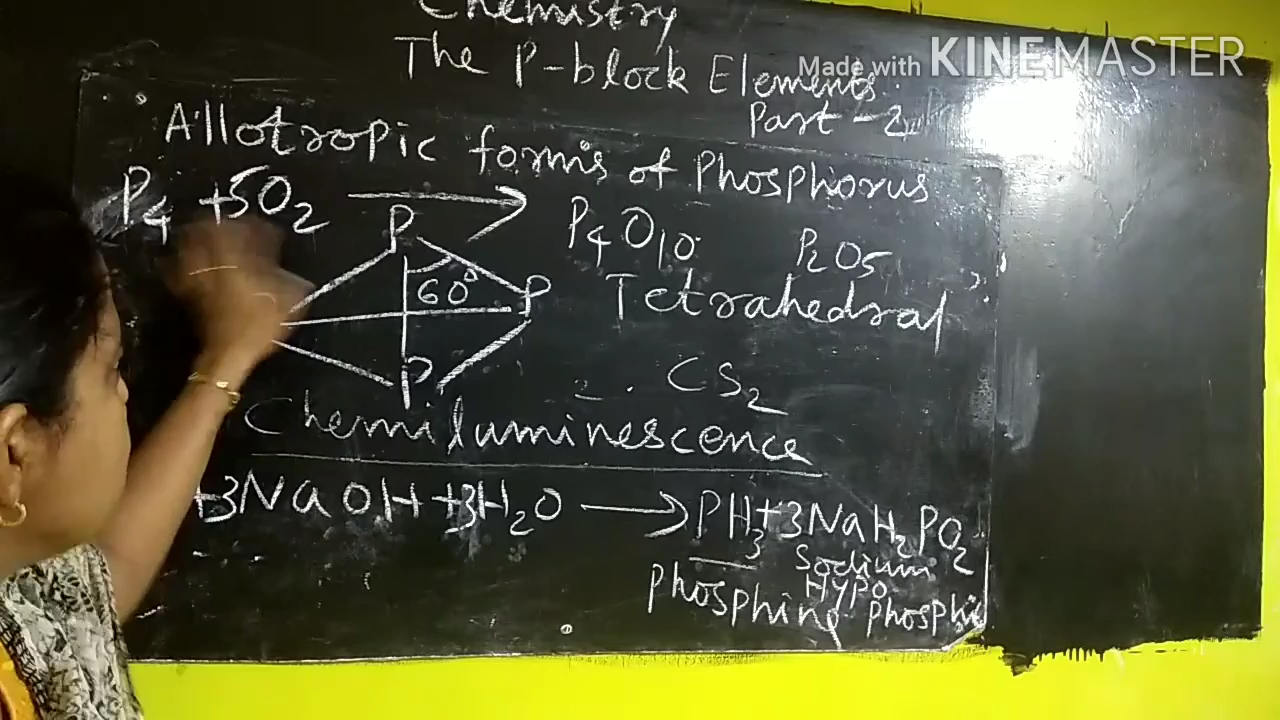 Chemistry
The P-block Elements
Part-2
Made with KINEMASTER
Allotropic forms of Phosphorus
P4 +5O2 → P4O10 P2O5
P
60°
P
Tetrahedral
P
CS2
Chemiluminescence
+3NaOH+3H2O → PH3+3NaH2PO2
Sodium
Hypo
Phosphine Phosphi